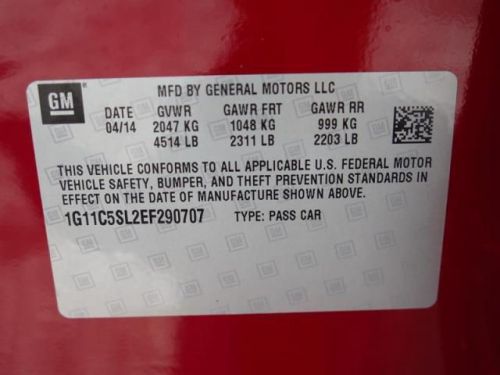 GM
MFD BY GENERAL MOTORS LLC
DATE GVWR GAWR FRT GAWR RR
04/14 2047 KG 1048 KG 999 KG
4514 LB 2311 LB 2203 LB
THIS VEHICLE CONFORMS TO ALL APPLICABLE U.S. FEDERAL MOTOR
VEHICLE SAFETY, BUMPER, AND THEFT PREVENTION STANDARDS IN
EFFECT ON THE DATE OF MANUFACTURE SHOWN ABOVE.
1G11C5SL2EF290707 TYPE: PASS CAR